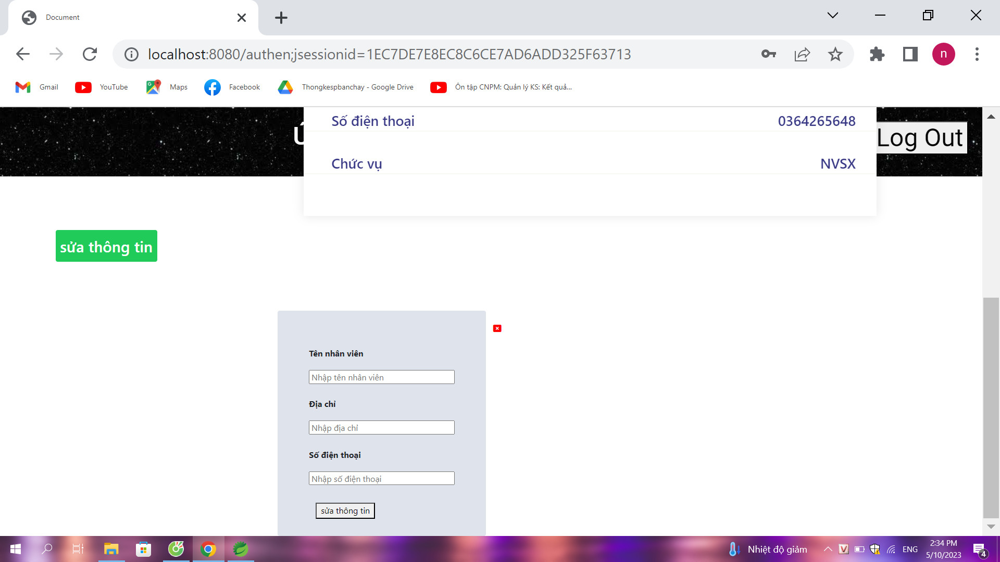 Document
localhost:8080/authen;jsessionid=1EC7DE7E8EC8C6CE7AD6ADD325F63713
n
Gmail
YouTube
Maps
Facebook
Thongkespbanchay - Google Drive
Ôn tập CNPM: Quản lý KS: Kết quả...
Số điện thoại 0364265648
Log Out
Chức vụ NVSX
sửa thông tin
Tên nhân viên
Nhập tên nhân viên
Địa chỉ
Nhập địa chỉ
Số điện thoại
Nhập số điện thoại
sửa thông tin
Nhiệt độ giảm
V
ENG
2:34 PM
5/10/2023
4